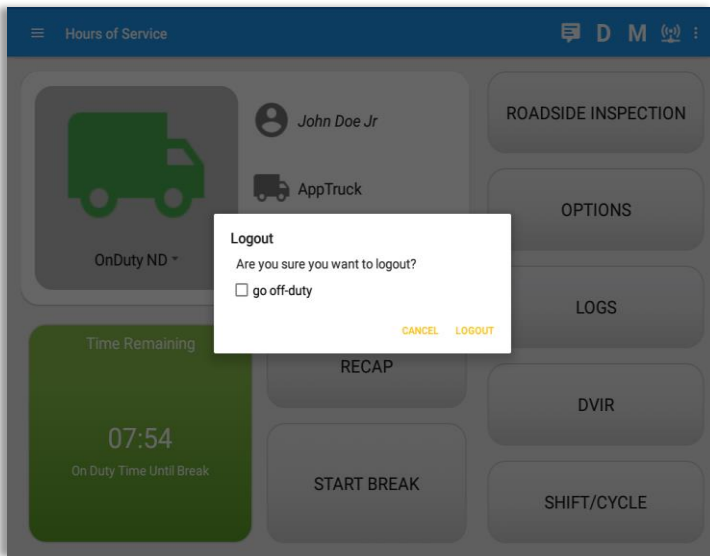 Hours of Service
D M
John Doe Jr
AppTruck
OnDuty ND
ROADSIDE INSPECTION
OPTIONS
LOGS
DVIR
SHIFT/CYCLE
Logout
Are you sure you want to logout?
go off-duty
CANCEL LOGOUT
Time Remaining
07:54
On Duty Time Until Break
RECAP
START BREAK